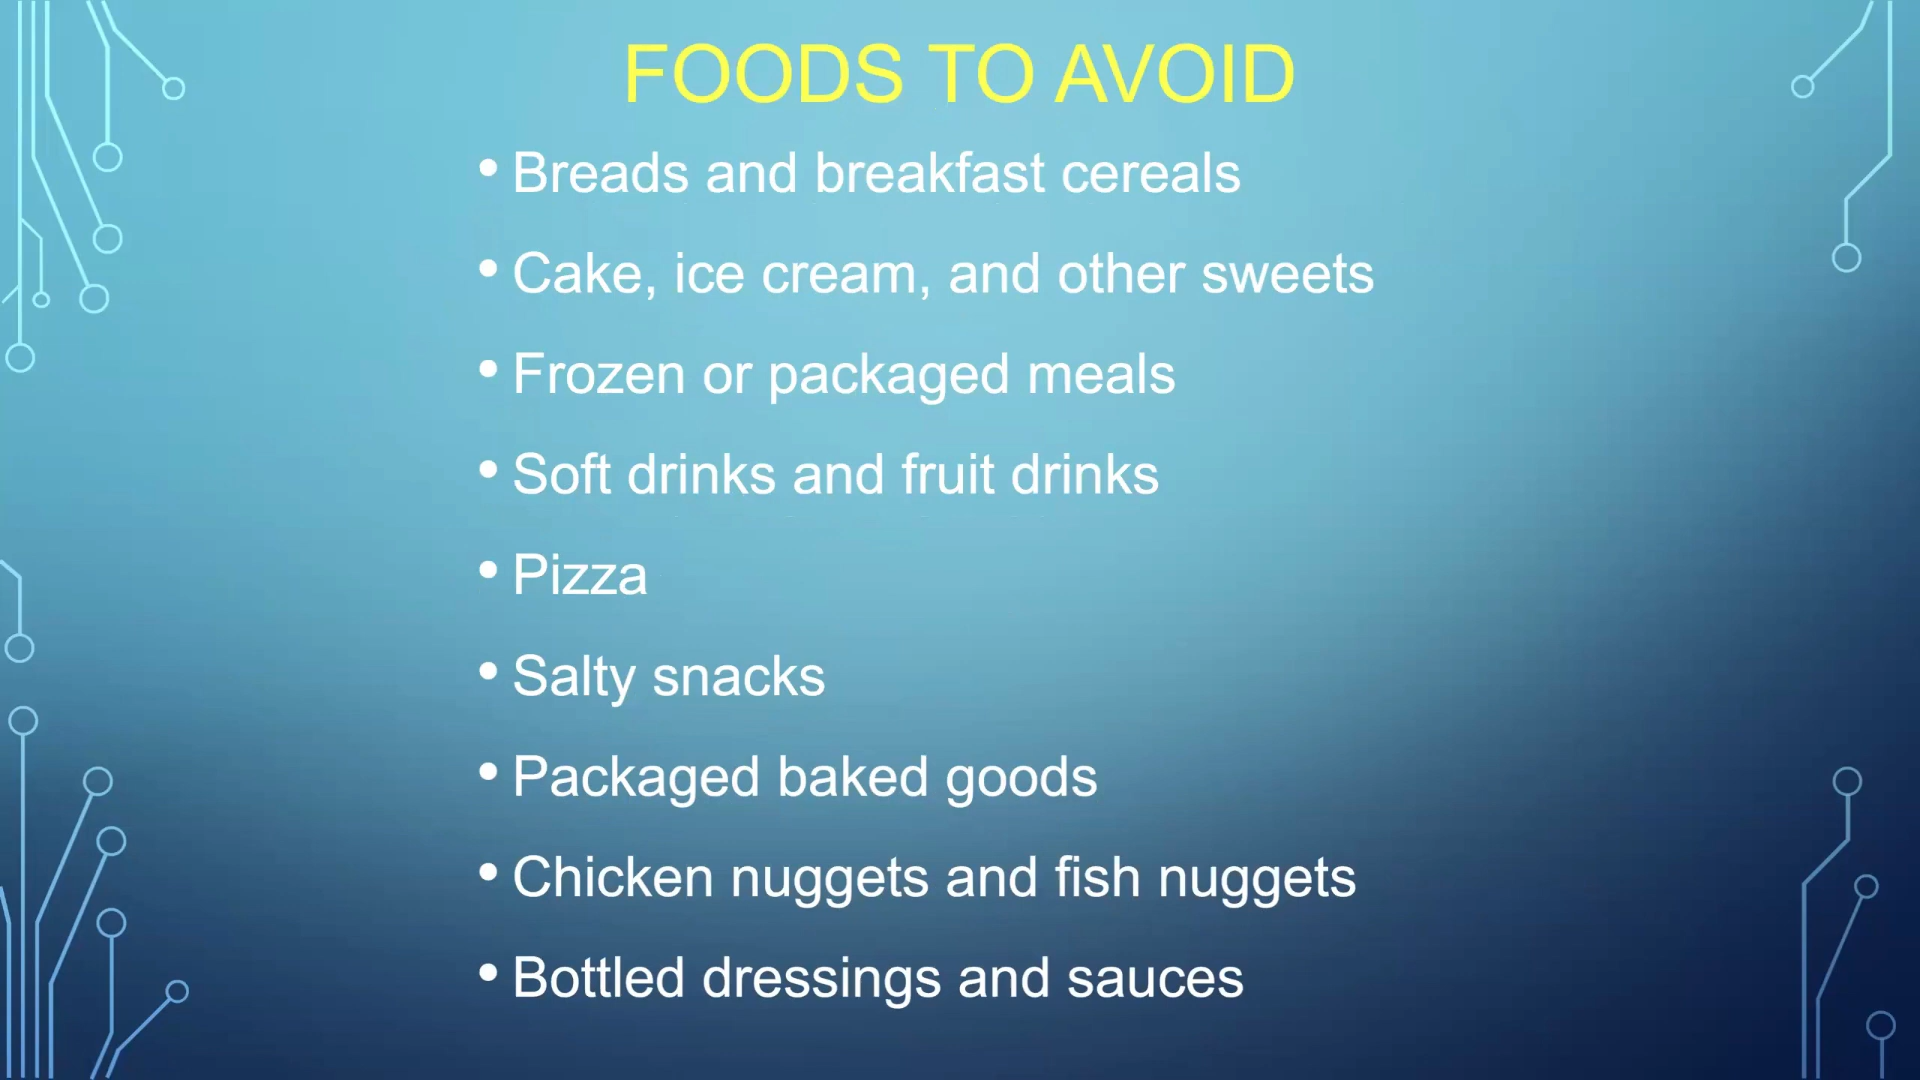 FOODS TO AVOID
• Breads and breakfast cereals
• Cake, ice cream, and other sweets
• Frozen or packaged meals
• Soft drinks and fruit drinks
• Pizza
• Salty snacks
• Packaged baked goods
• Chicken nuggets and fish nuggets
• Bottled dressings and sauces